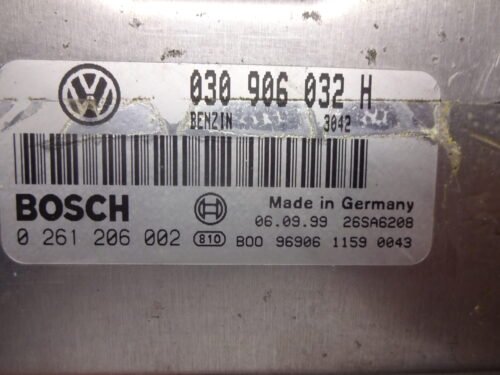 030 906 032 H
BENZIN 3042
BOSCH
Made in Germany
06.09.99 26SA6208
0 261 206 002 810 BOO 96906 1159 0043